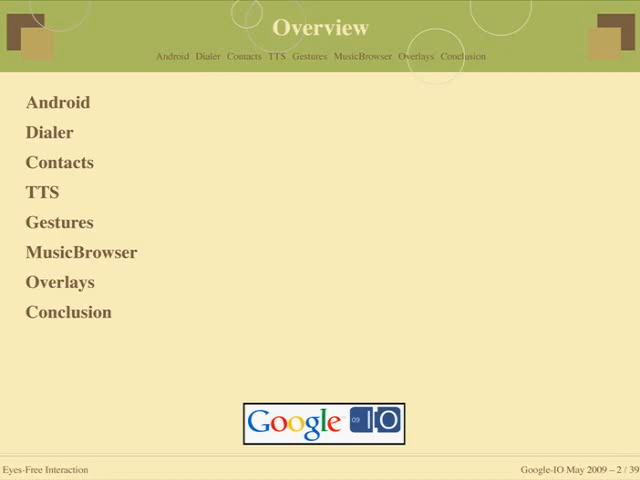 Overview
Android Dialer Contacts TTS Gestures MusicBrowser Overlays Conclusion
Android
Dialer
Contacts
TTS
Gestures
MusicBrowser
Overlays
Conclusion
Google 09 IO
Eyes-Free Interaction
Google-IO May 2009 – 2 / 39